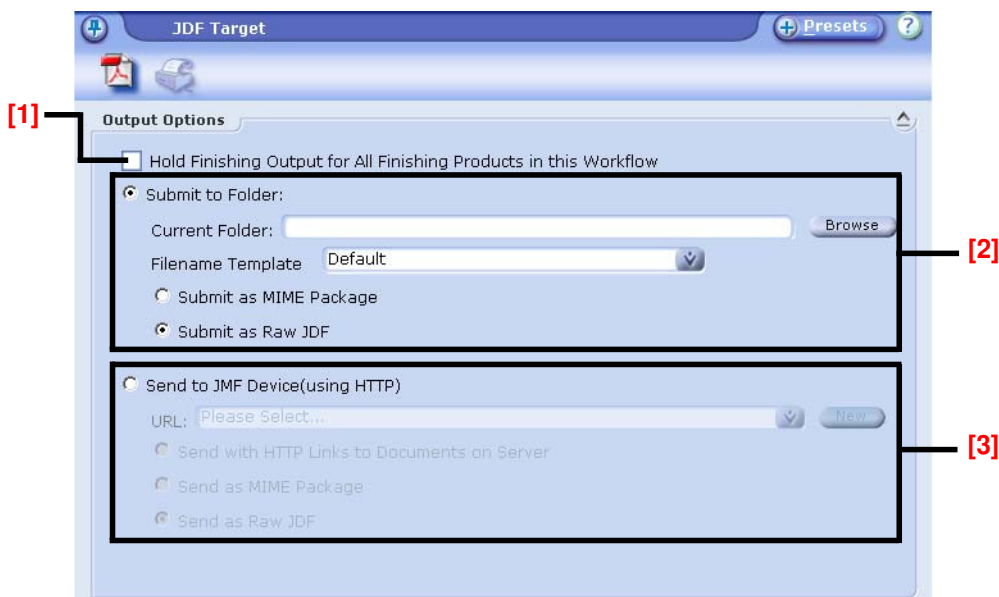 JDF Target
Presets
?
Output Options
[1]
Hold Finishing Output for All Finishing Products in this Workflow
Submit to Folder:
Current Folder:
Browse
Filename Template
Default
[2]
Submit as MIME Package
Submit as Raw JDF
Send to JMF Device(using HTTP)
URL:
Please Select...
New
Send with HTTP Links to Documents on Server
[3]
Send as MIME Package
Send as Raw JDF